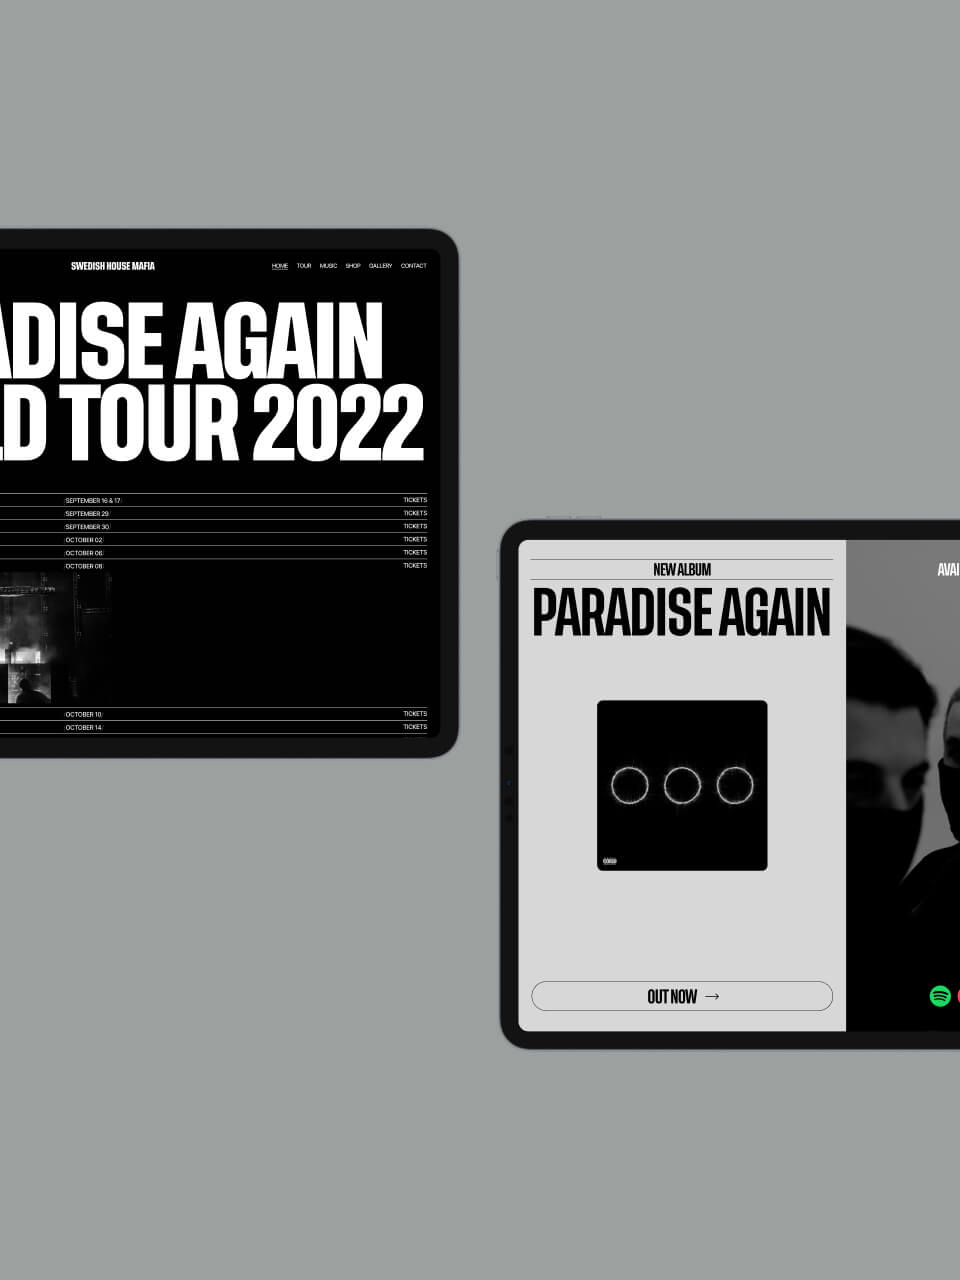 SWEDISH HOUSE MAFIA
HOME TOUR MUSIC SHOP GALLERY CONTACT
ADISE AGAIN
LD TOUR 2022
(SEPTEMBER 16 & 17) TICKETS
(SEPTEMBER 29) TICKETS
(SEPTEMBER 30) TICKETS
(OCTOBER 02) TICKETS
(OCTOBER 06) TICKETS
(OCTOBER 08) TICKETS
(OCTOBER 10) TICKETS
(OCTOBER 14) TICKETS
NEW ALBUM
PARADISE AGAIN
OUT NOW →
AVAI